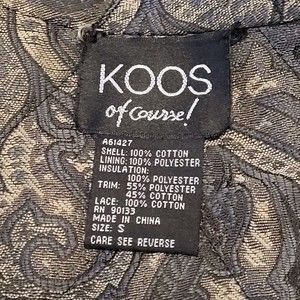 KOOS
of course!
A61427
SHELL: 100% COTTON
LINING: 100% POLYESTER
INSULATION:
100% POLYESTER
TRIM: 55% POLYESTER
45% COTTON
LACE: 100% COTTON
RN 90133
MADE IN CHINA
SIZE: S
CARE SEE REVERSE